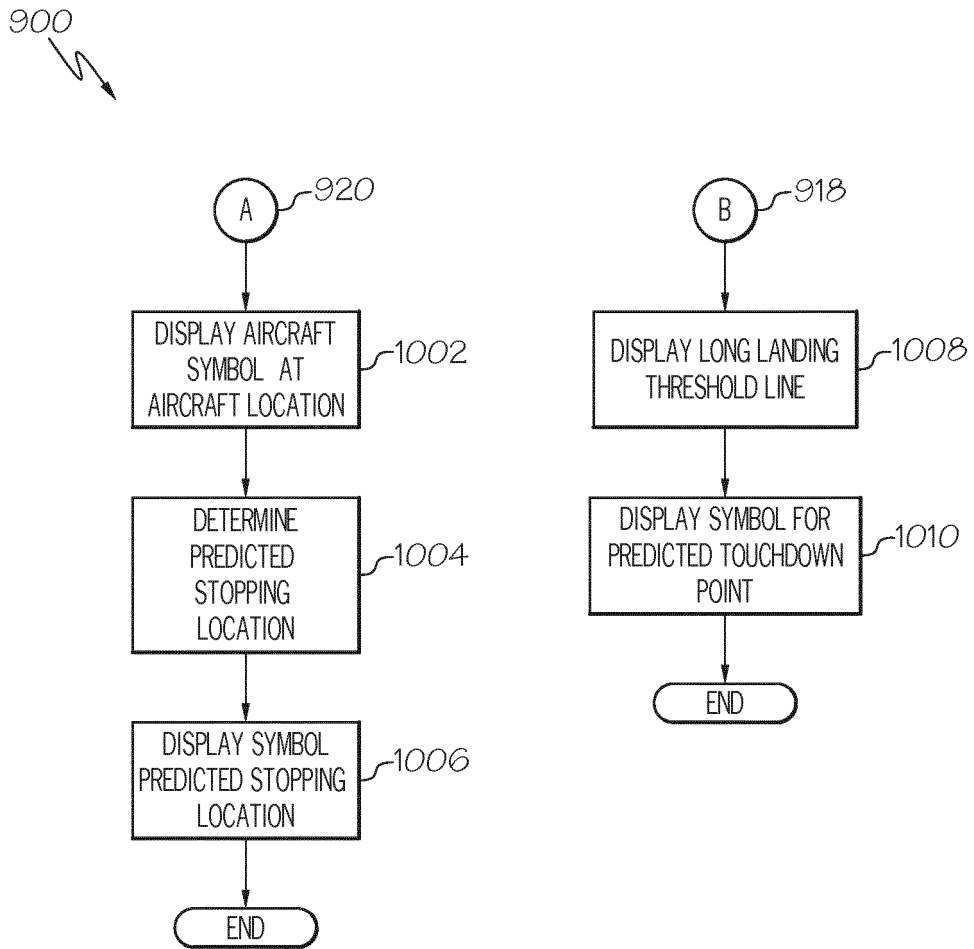 900
A
920
DISPLAY AIRCRAFT
SYMBOL AT
AIRCRAFT LOCATION
1002
DETERMINE
PREDICTED
STOPPING
LOCATION
1004
DISPLAY SYMBOL
PREDICTED STOPPING
LOCATION
1006
END
B
918
DISPLAY LONG LANDING
THRESHOLD LINE
1008
DISPLAY SYMBOL FOR
PREDICTED TOUCHDOWN
POINT
1010
END